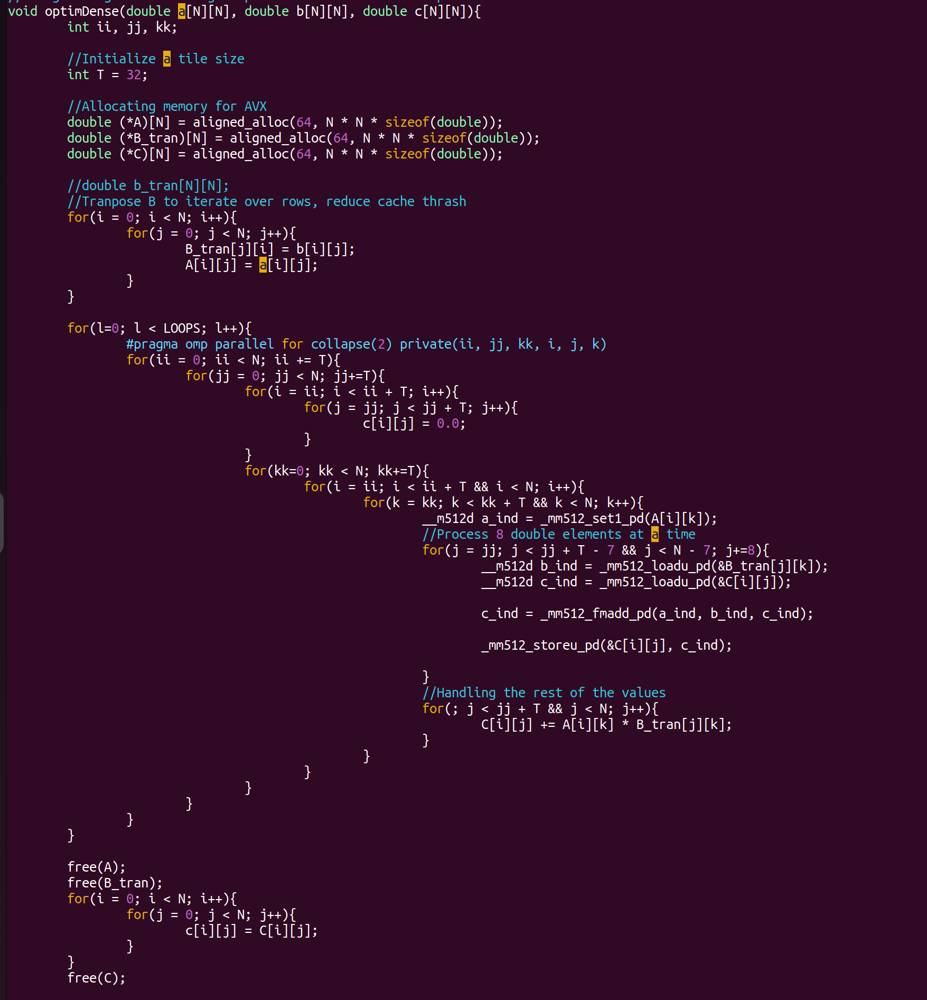 void optimDense(double a[N][N], double b[N][N], double c[N][N]){
int ii, jj, kk;
//Initialize a tile size
int T = 32;
//Allocating memory for AVX
double (*A)[N] = aligned_alloc(64, N * N * sizeof(double));
double (*B_tran)[N] = aligned_alloc(64, N * N * sizeof(double));
double (*C)[N] = aligned_alloc(64, N * N * sizeof(double));
//double b_tran[N][N];
//Tranpose B to iterate over rows, reduce cache thrash
for(i = 0; i < N; i++){
for(j = 0; j < N; j++){
B_tran[j][i] = b[i][j];
A[i][j] = a[i][j];
}
}
for(l=0; l < LOOPS; l++){
#pragma omp parallel for collapse(2) private(ii, jj, kk, i, j, k)
for(ii = 0; ii < N; ii += T){
for(jj = 0; jj < N; jj+=T){
for(i = ii; i < ii + T; i++){
for(j = jj; j < jj + T; j++){
c[i][j] = 0.0;
}
}
for(kk=0; kk < N; kk+=T){
for(i = ii; i < ii + T && i < N; i++){
for(k = kk; k < kk + T && k < N; k++){
__m512d a_ind = _mm512_set1_pd(A[i][k]);
//Process 8 double elements at a time
for(j = jj; j < jj + T - 7 && j < N - 7; j+=8){
__m512d b_ind = _mm512_loadu_pd(&B_tran[j][k]);
__m512d c_ind = _mm512_loadu_pd(&C[i][j]);
c_ind = _mm512_fmadd_pd(a_ind, b_ind, c_ind);
_mm512_storeu_pd(&C[i][j], c_ind);
}
//Handling the rest of the values
for(; j < jj + T && j < N; j++){
C[i][j] += A[i][k] * B_tran[j][k];
}
}
}
}
}
}
}
free(A);
free(B_tran);
for(i = 0; i < N; i++){
for(j = 0; j < N; j++){
c[i][j] = C[i][j];
}
}
free(C);